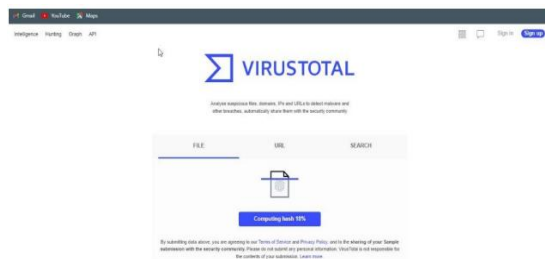 Gmail YouTube Maps
Intelligence Hunting Graph API Sign in Sign up
VIRUSTOTAL
Analyse suspicious files, domains, IPs and URLs to detect malware and
other breaches, automatically share them with the security community
FILE URL SEARCH
Computing hash 10%
By submitting data above, you are agreeing to our Terms of Service and Privacy Policy, and to the sharing of your Sample
submission with the security community. Please do not submit any personal information; VirusTotal is not responsible for
the contents of your submission. Learn more.